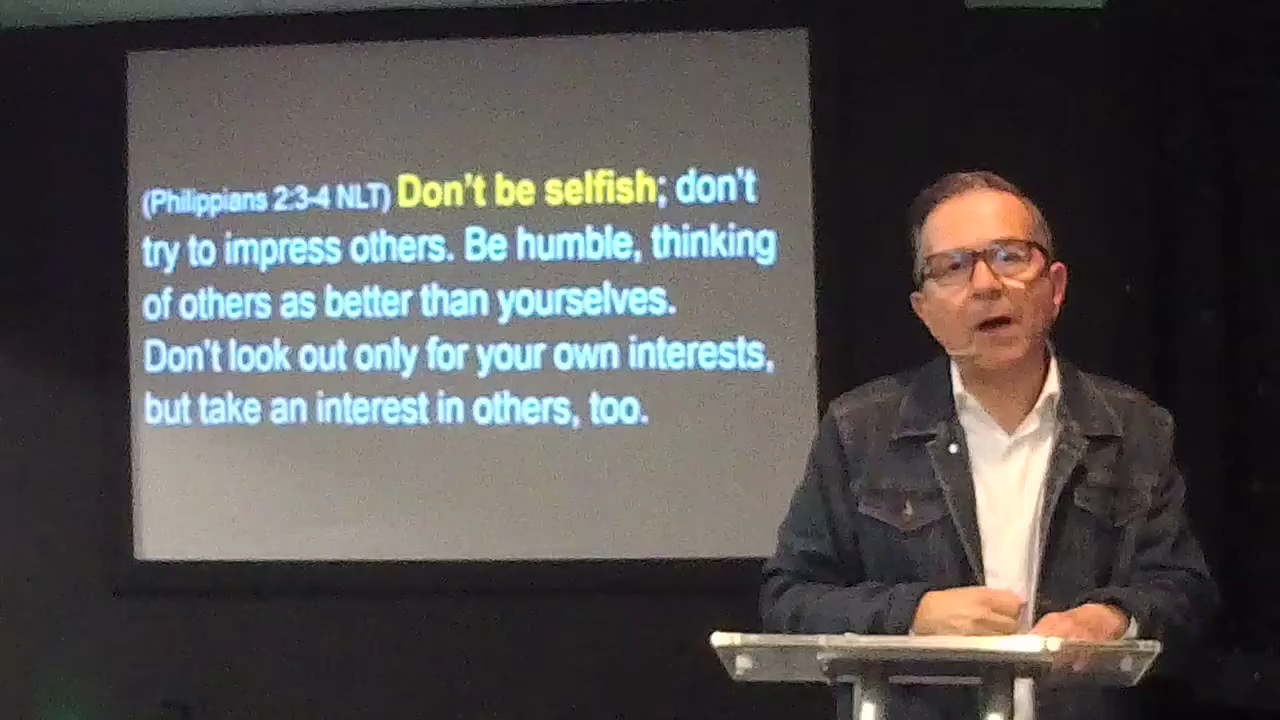 (Philippians 2:3-4 NLT) Don't be selfish; don't
try to impress others. Be humble, thinking
of others as better than yourselves.
Don't look out only for your own interests,
but take an interest in others, too.